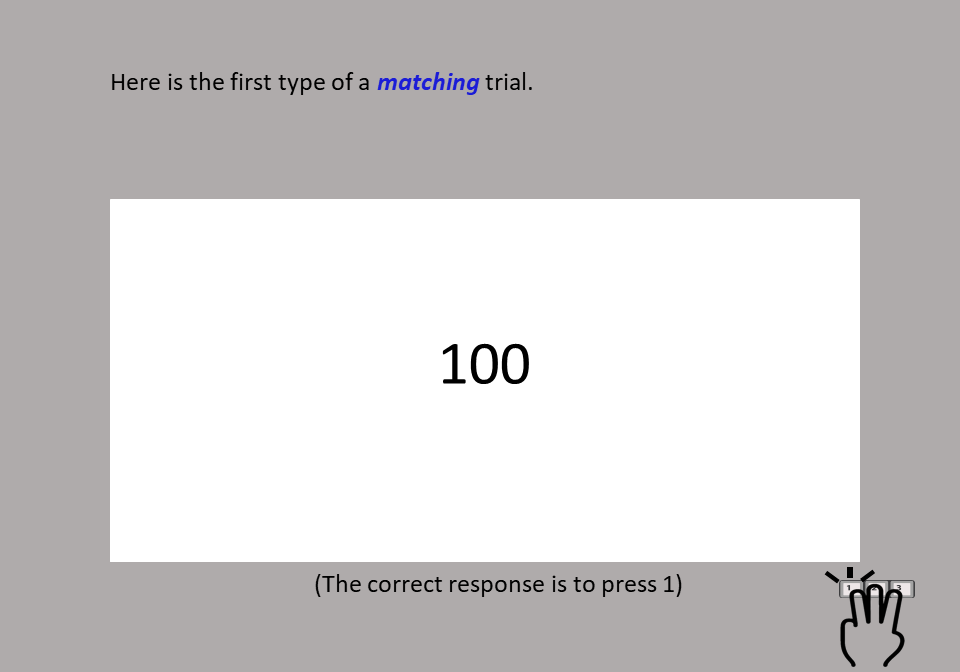 Here is the first type of a matching trial.
100
(The correct response is to press 1)
1 2 3